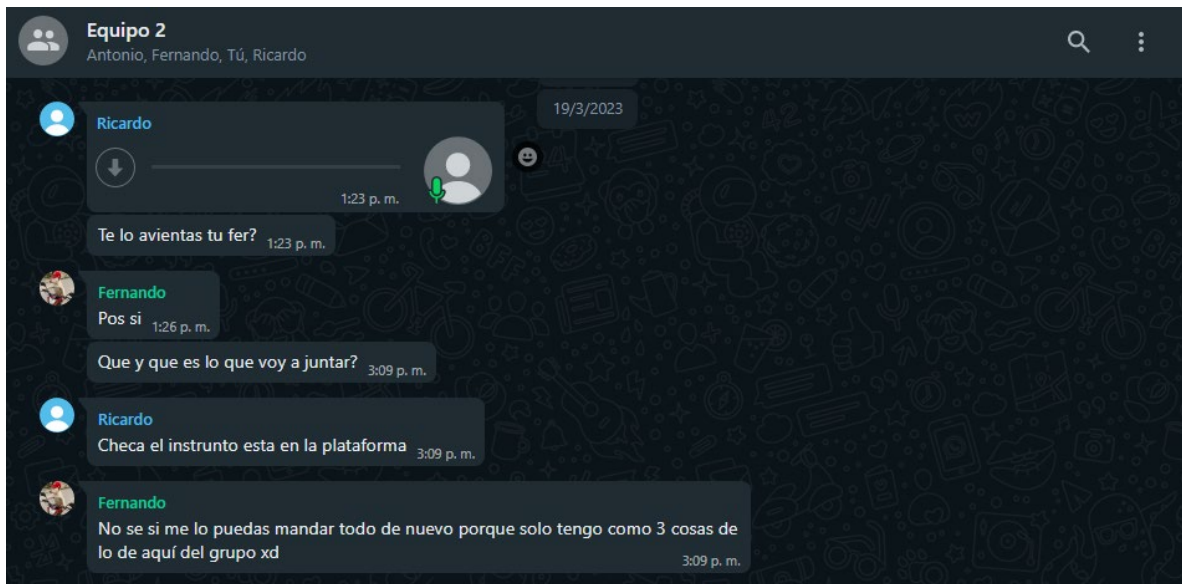 Equipo 2
Antonio, Fernando, Tú, Ricardo
19/3/2023
Ricardo
1:23 p. m.
Te lo avientas tu fer? 1:23 p. m.
Fernando
Pos si 1:26 p. m.
Que y que es lo que voy a juntar? 3:09 p. m.
Ricardo
Checa el instrunto esta en la plataforma 3:09 p. m.
Fernando
No se si me lo puedas mandar todo de nuevo porque solo tengo como 3 cosas de
lo de aquí del grupo xd
3:09 p. m.